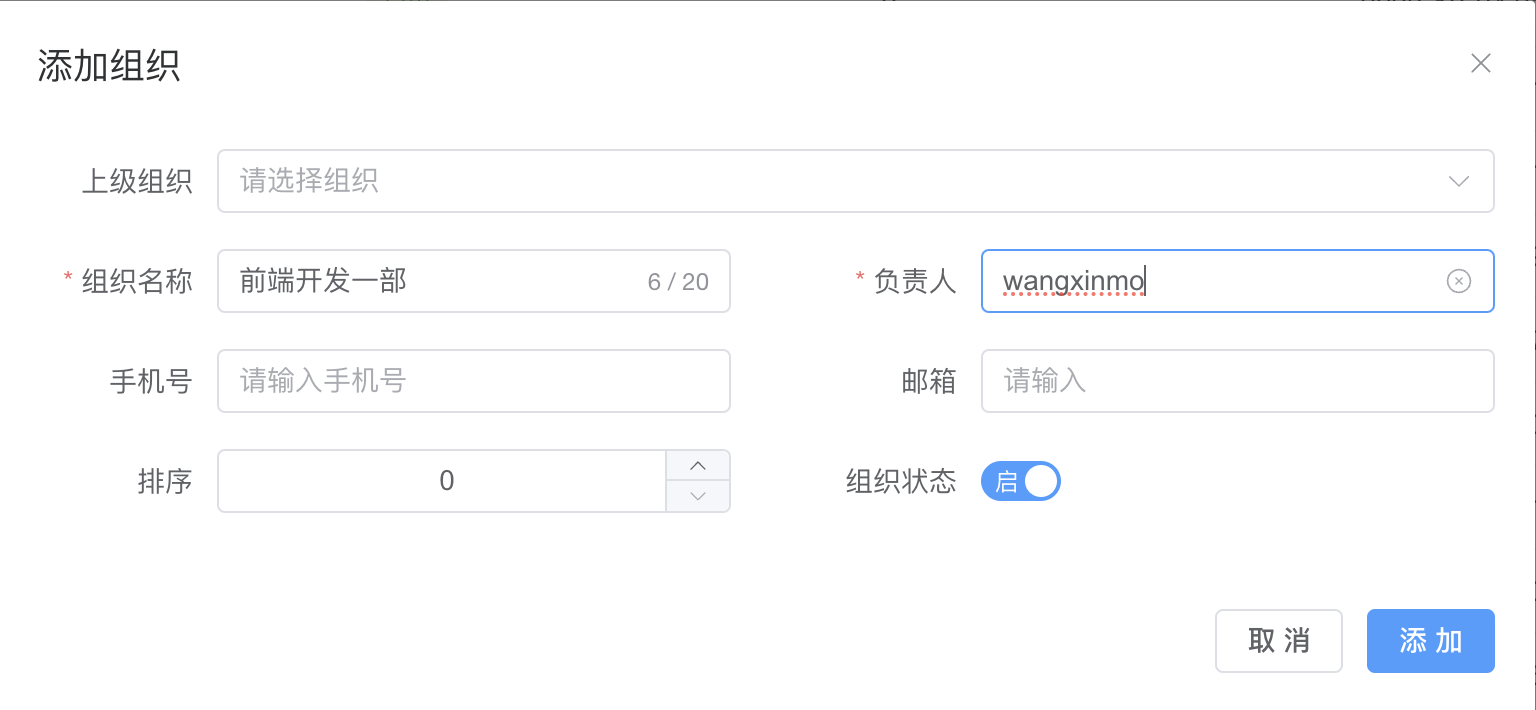 添加组织
上级组织 请选择组织
* 组织名称 前端开发一部 6 / 20 * 负责人 wangxinmo
手机号 请输入手机号 邮箱 请输入
排序 0 组织状态 启
取消 添加